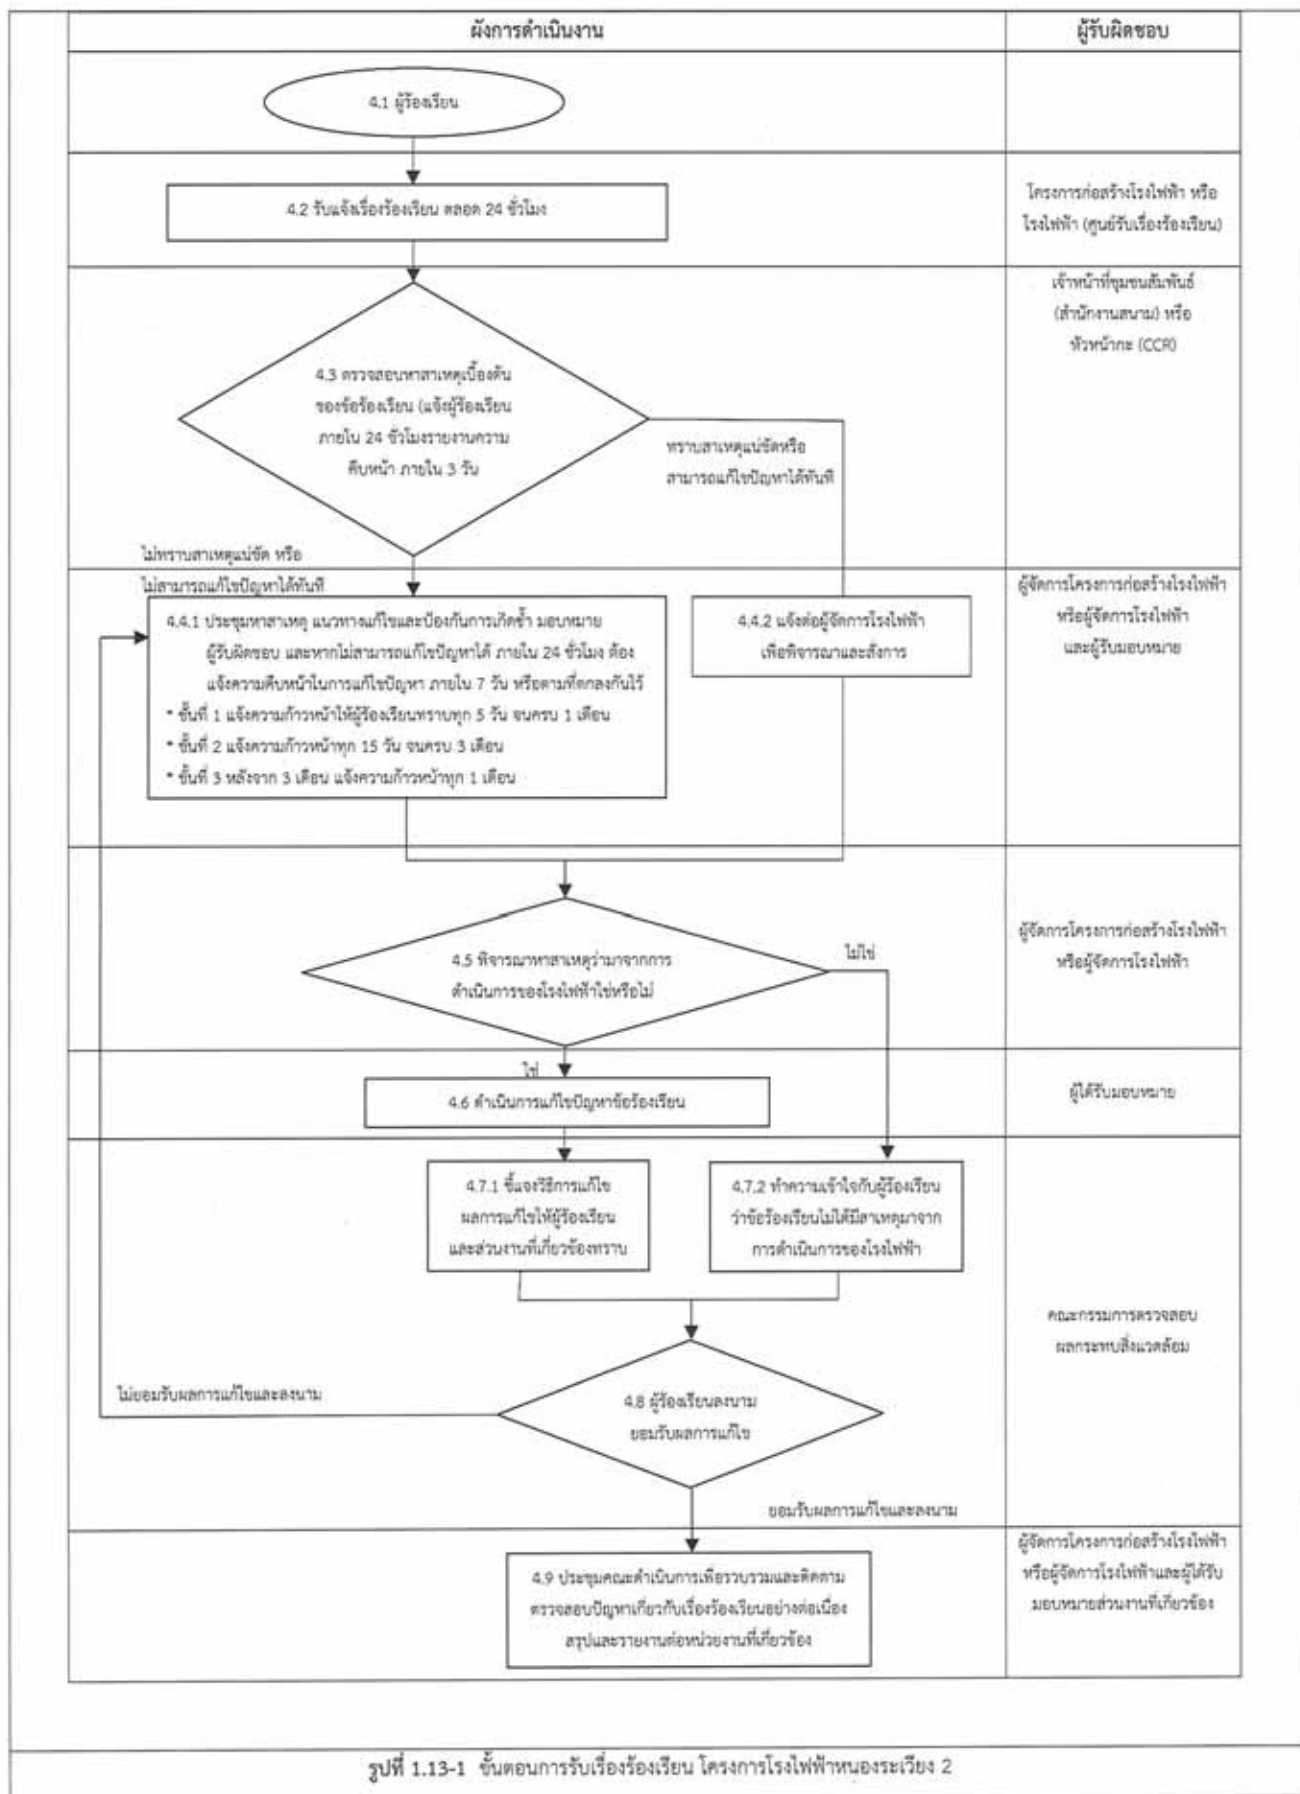 ผังการดำเนินงาน
ผู้รับผิดชอบ
4.1 ผู้ร้องเรียน
4.2 รับแจ้งเรื่องร้องเรียน ตลอด 24 ชั่วโมง
โครงการก่อสร้างโรงไฟฟ้า หรือ
โรงไฟฟ้า (ศูนย์รับเรื่องร้องเรียน)
4.3 ตรวจสอบหาสาเหตุเบื้องต้น
ของข้อร้องเรียน (แจ้งผู้ร้องเรียน
ภายใน 24 ชั่วโมงรายงานความ
คืบหน้า ภายใน 3 วัน
เจ้าหน้าที่ชุมชนสัมพันธ์
(สำนักงานสนาม) หรือ
หัวหน้ากะ (CCR)
ทราบสาเหตุแน่ชัดหรือ
สามารถแก้ไขปัญหาได้ทันที
ไม่ทราบสาเหตุแน่ชัด หรือ
ไม่สามารถแก้ไขปัญหาได้ทันที
4.4.1 ประชุมหาสาเหตุ แนวทางแก้ไขและป้องกันการเกิดซ้ำ มอบหมาย
ผู้รับผิดชอบ และหากไม่สามารถแก้ไขปัญหาได้ ภายใน 24 ชั่วโมง ต้อง
แจ้งความคืบหน้าในการแก้ไขปัญหา ภายใน 7 วัน หรือตามที่ตกลงกันไว้
* ขั้นที่ 1 แจ้งความก้าวหน้าให้ผู้ร้องเรียนทราบทุก 5 วัน จนครบ 1 เดือน
* ขั้นที่ 2 แจ้งความก้าวหน้าทุก 15 วัน จนครบ 3 เดือน
* ขั้นที่ 3 หลังจาก 3 เดือน แจ้งความก้าวหน้าทุก 1 เดือน
4.4.2 แจ้งต่อผู้จัดการโรงไฟฟ้า
เพื่อพิจารณาและสั่งการ
ผู้จัดการโครงการก่อสร้างโรงไฟฟ้า
หรือผู้จัดการโรงไฟฟ้า
และผู้รับมอบหมาย
4.5 พิจารณาหาสาเหตุว่ามาจากการ
ดำเนินการของโรงไฟฟ้าใช่หรือไม่
ไม่ใช่
ผู้จัดการโครงการก่อสร้างโรงไฟฟ้า
หรือผู้จัดการโรงไฟฟ้า
ใช่
4.6 ดำเนินการแก้ไขปัญหาข้อร้องเรียน
ผู้ได้รับมอบหมาย
4.7.1 ชี้แจงวิธีการแก้ไข
ผลการแก้ไขให้ผู้ร้องเรียน
และส่วนงานที่เกี่ยวข้องทราบ
4.7.2 ทำความเข้าใจกับผู้ร้องเรียน
ว่าข้อร้องเรียนไม่ได้มีสาเหตุมาจาก
การดำเนินการของโรงไฟฟ้า
คณะกรรมการตรวจสอบ
ผลกระทบสิ่งแวดล้อม
ไม่ยอมรับผลการแก้ไขและลงนาม
4.8 ผู้ร้องเรียนลงนาม
ยอมรับผลการแก้ไข
ยอมรับผลการแก้ไขและลงนาม
4.9 ประชุมคณะดำเนินการเพื่อรวบรวมและติดตาม
ตรวจสอบปัญหาเกี่ยวกับเรื่องร้องเรียนอย่างต่อเนื่อง
สรุปและรายงานต่อหน่วยงานที่เกี่ยวข้อง
ผู้จัดการโครงการก่อสร้างโรงไฟฟ้า
หรือผู้จัดการโรงไฟฟ้าและผู้ได้รับ
มอบหมายส่วนงานที่เกี่ยวข้อง
รูปที่ 1.13-1 ขั้นตอนการรับเรื่องร้องเรียน โครงการโรงไฟฟ้าหนองระเวียง 2